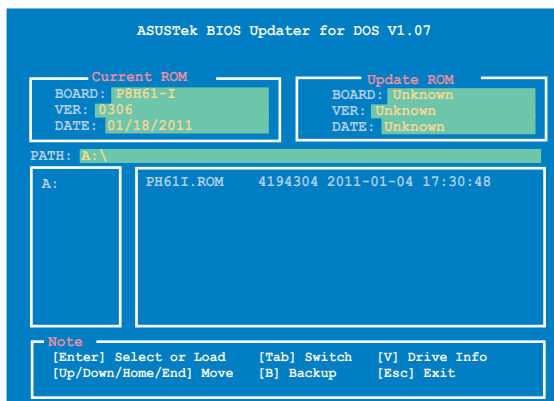 ASUSTek BIOS Updater for DOS V1.07
Current ROM
BOARD: P8H61-I
VER: 0306
DATE: 01/18/2011
Update ROM
BOARD: Unknown
VER: Unknown
DATE: Unknown
PATH: A:\
A:
PH61I.ROM 4194304 2011-01-04 17:30:48
Note
[Enter] Select or Load [Tab] Switch [V] Drive Info
[Up/Down/Home/End] Move [B] Backup [Esc] Exit